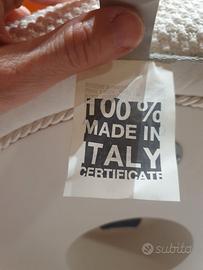 100%
MADE IN
ITALY
CERTIFICATE
subito